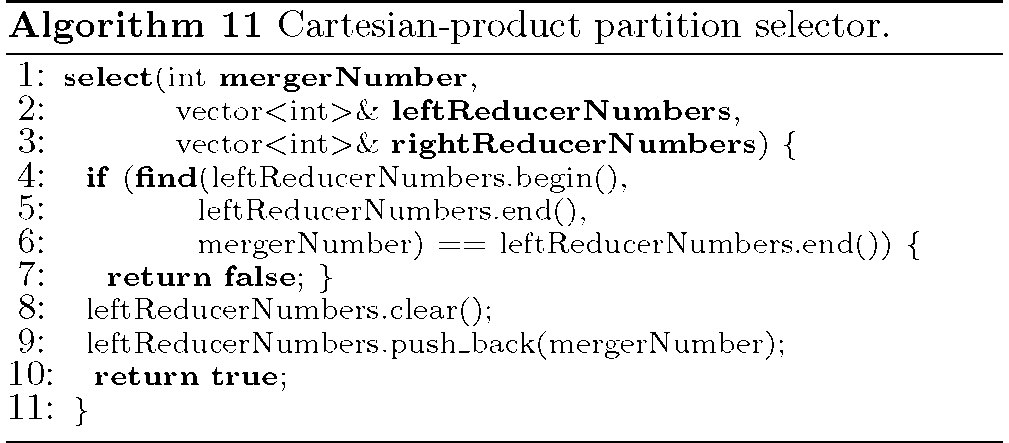 Algorithm 11 Cartesian-product partition selector.
1: select(int mergerNumber,
2: vector<int>& leftReducerNumbers,
3: vector<int>& rightReducerNumbers) {
4: if (find(leftReducerNumbers.begin(),
5: leftReducerNumbers.end(),
6: mergerNumber) == leftReducerNumbers.end()) {
7: return false; }
8: leftReducerNumbers.clear();
9: leftReducerNumbers.push_back(mergerNumber);
10: return true;
11: }